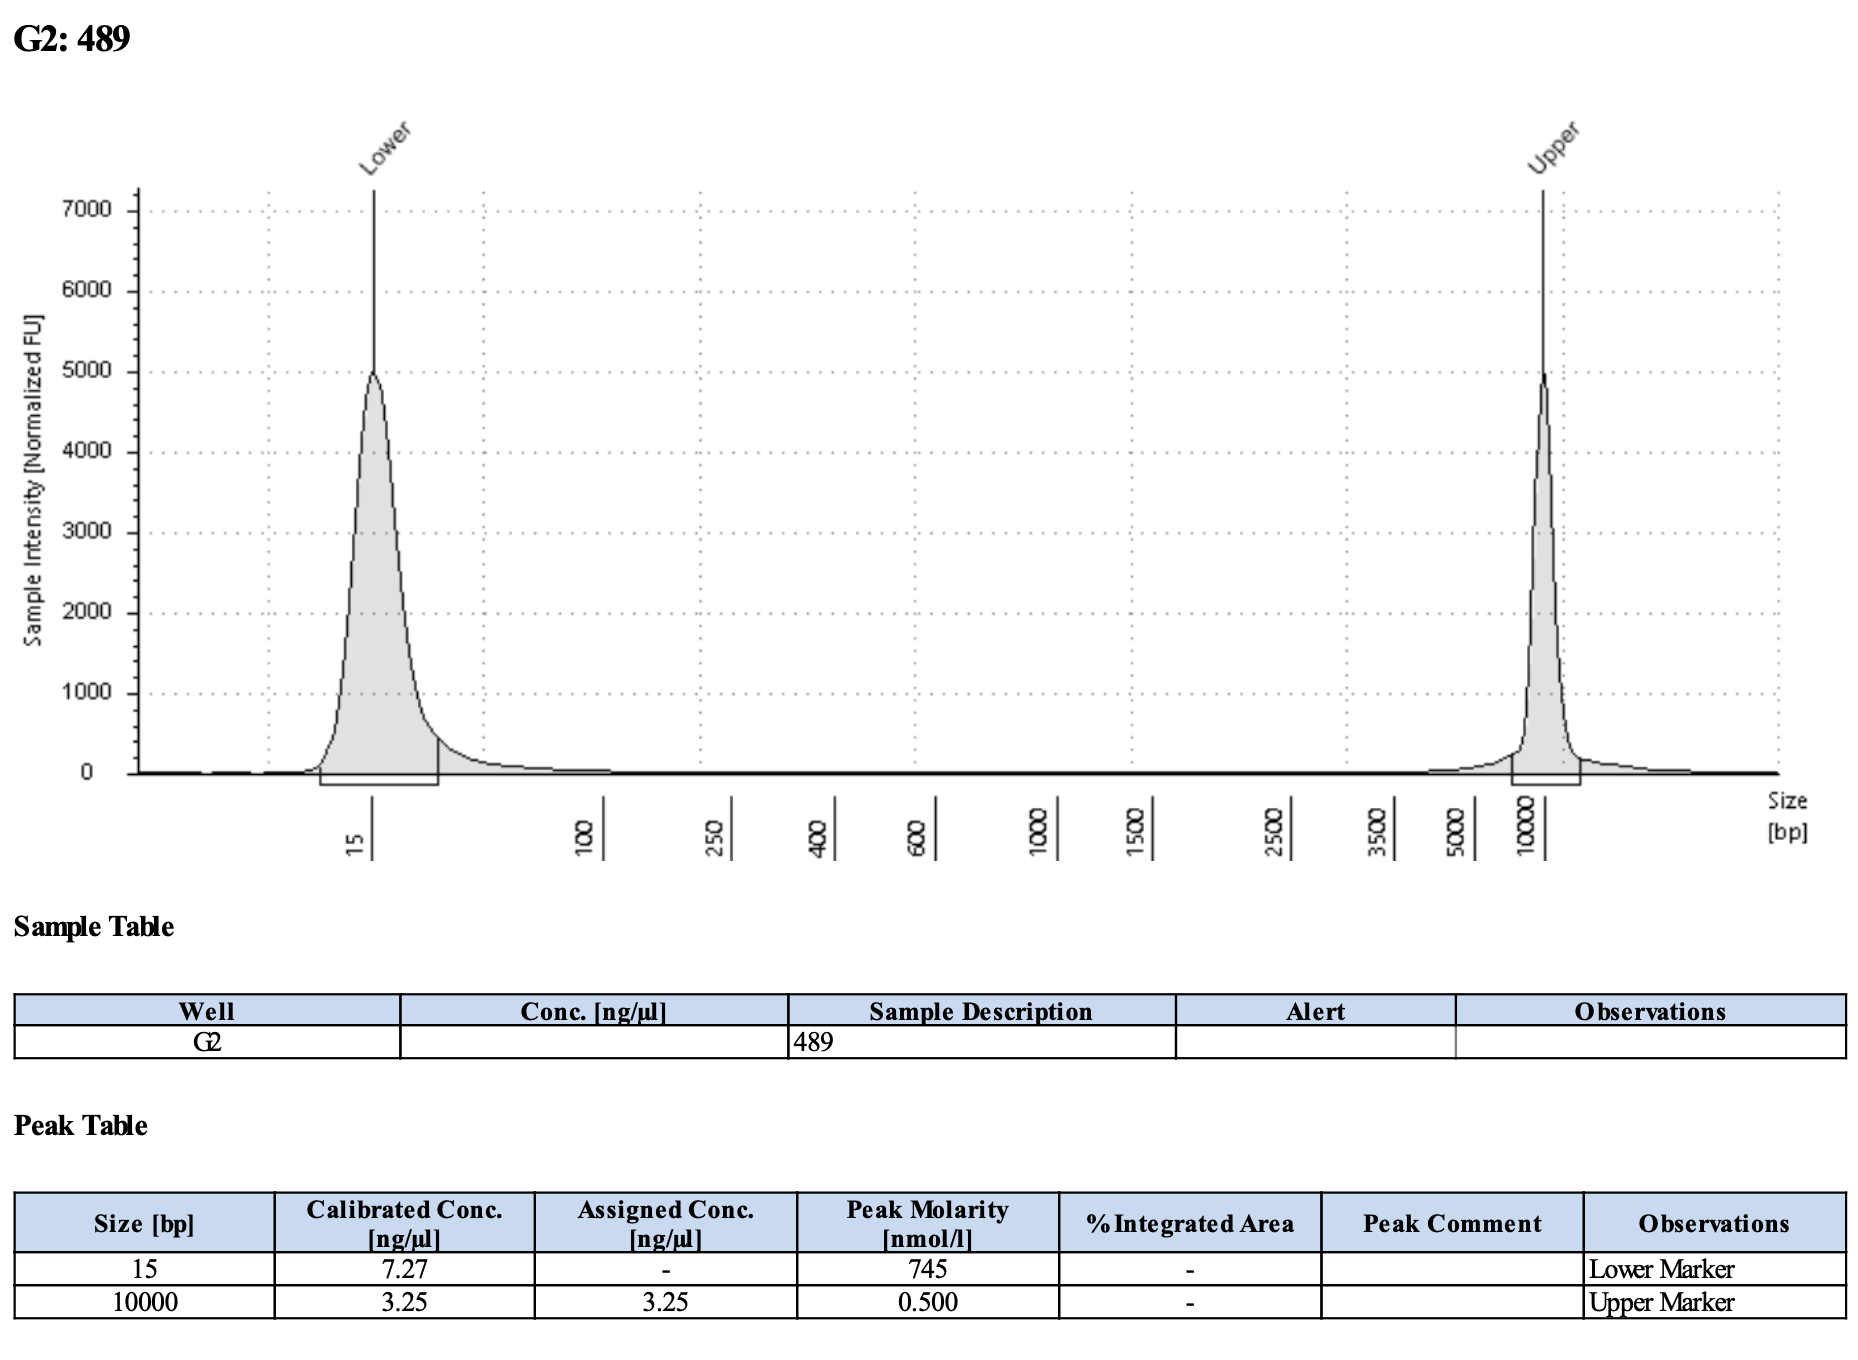 G2: 489
Lower
Upper
Sample Intensity [Normalized FU]
7000
6000
5000
4000
3000
2000
1000
0
15
100
250
400
600
1000
1500
2500
3500
5000
10000
Size
[bp]
Sample Table
Well Conc. [ng/µl] Sample Description Alert Observations
G2 489
Peak Table
Size [bp] Calibrated Conc. [ng/µl] Assigned Conc. [ng/µl] Peak Molarity [nmol/l] % Integrated Area Peak Comment Observations
15 7.27 - 745 - Lower Marker
10000 3.25 3.25 0.500 - Upper Marker